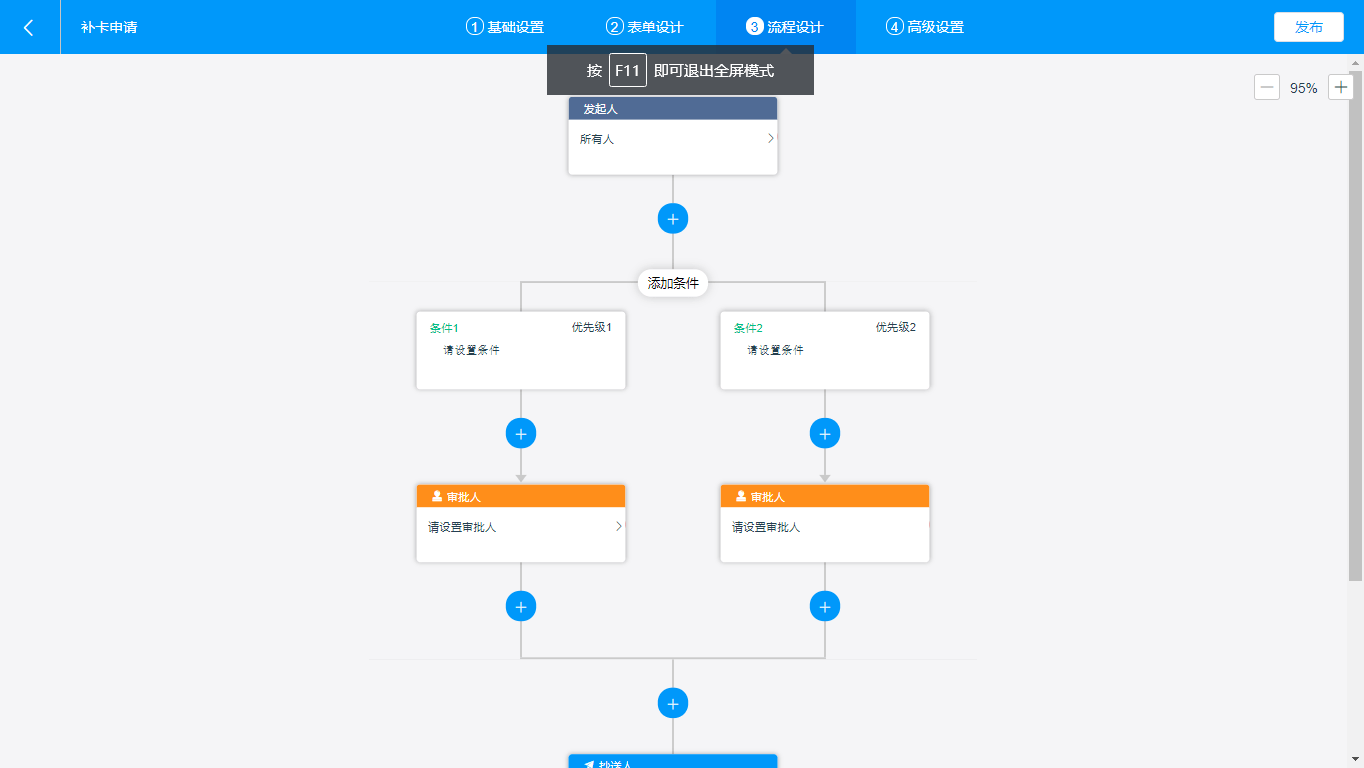 补卡申请
1 基础设置
2 表单设计
3 流程设计
4 高级设置
发布
按 F11 即可退出全屏模式
95%
发起人
所有人
添加条件
条件1 优先级1
请设置条件
条件2 优先级2
请设置条件
审批人
请设置审批人
审批人
请设置审批人
抄送人